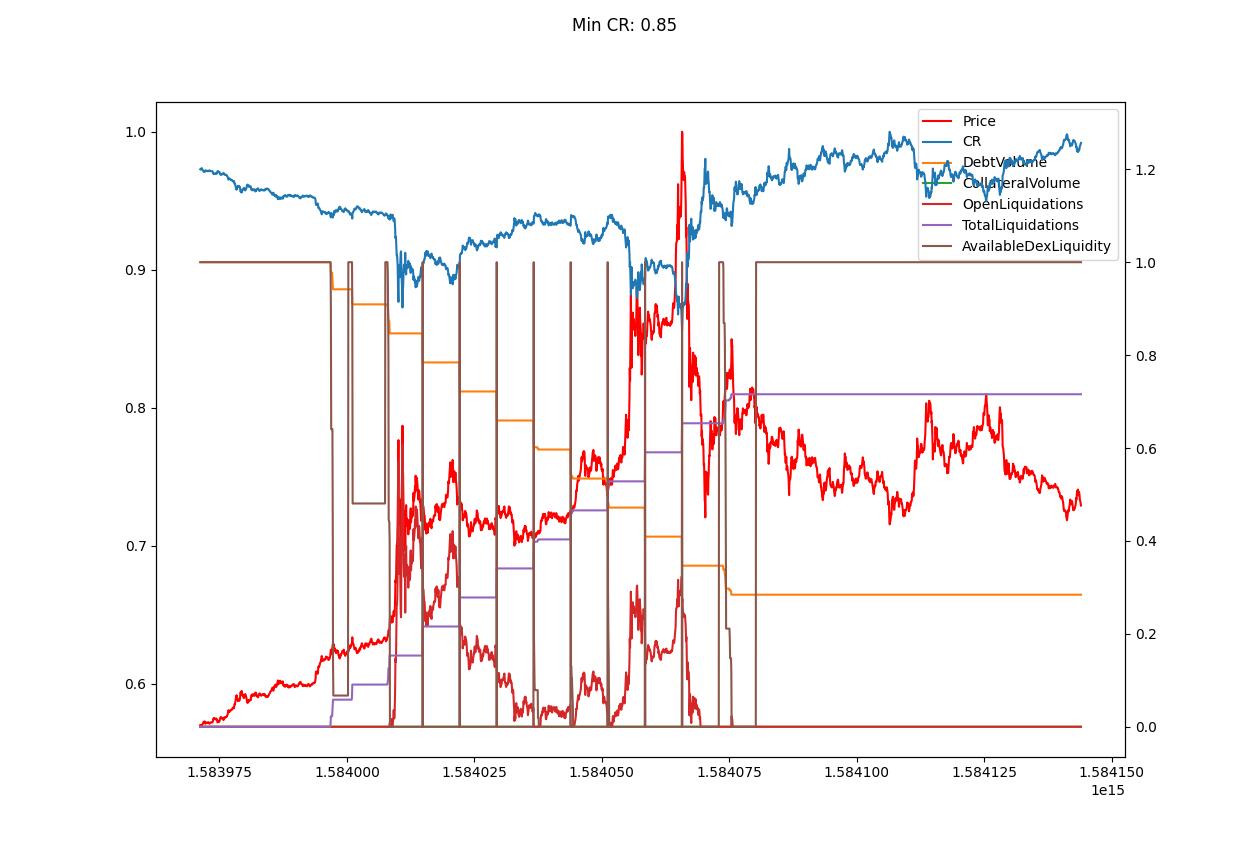 Min CR: 0.85
1.0
0.9
0.8
0.7
0.6
Price
CR
DebtVolume
CollateralVolume
OpenLiquidations
TotalLiquidations
AvailableDexLiquidity
1.2
1.0
0.8
0.6
0.4
0.2
0.0
1.583975 1.584000 1.584025 1.584050 1.584075 1.584100 1.584125 1.584150
1e15